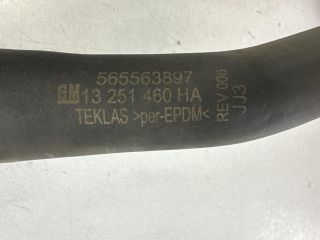 565563897
GM 13 251 460 HA
TEKLAS >per-EPDM<
REV 006
JJ3